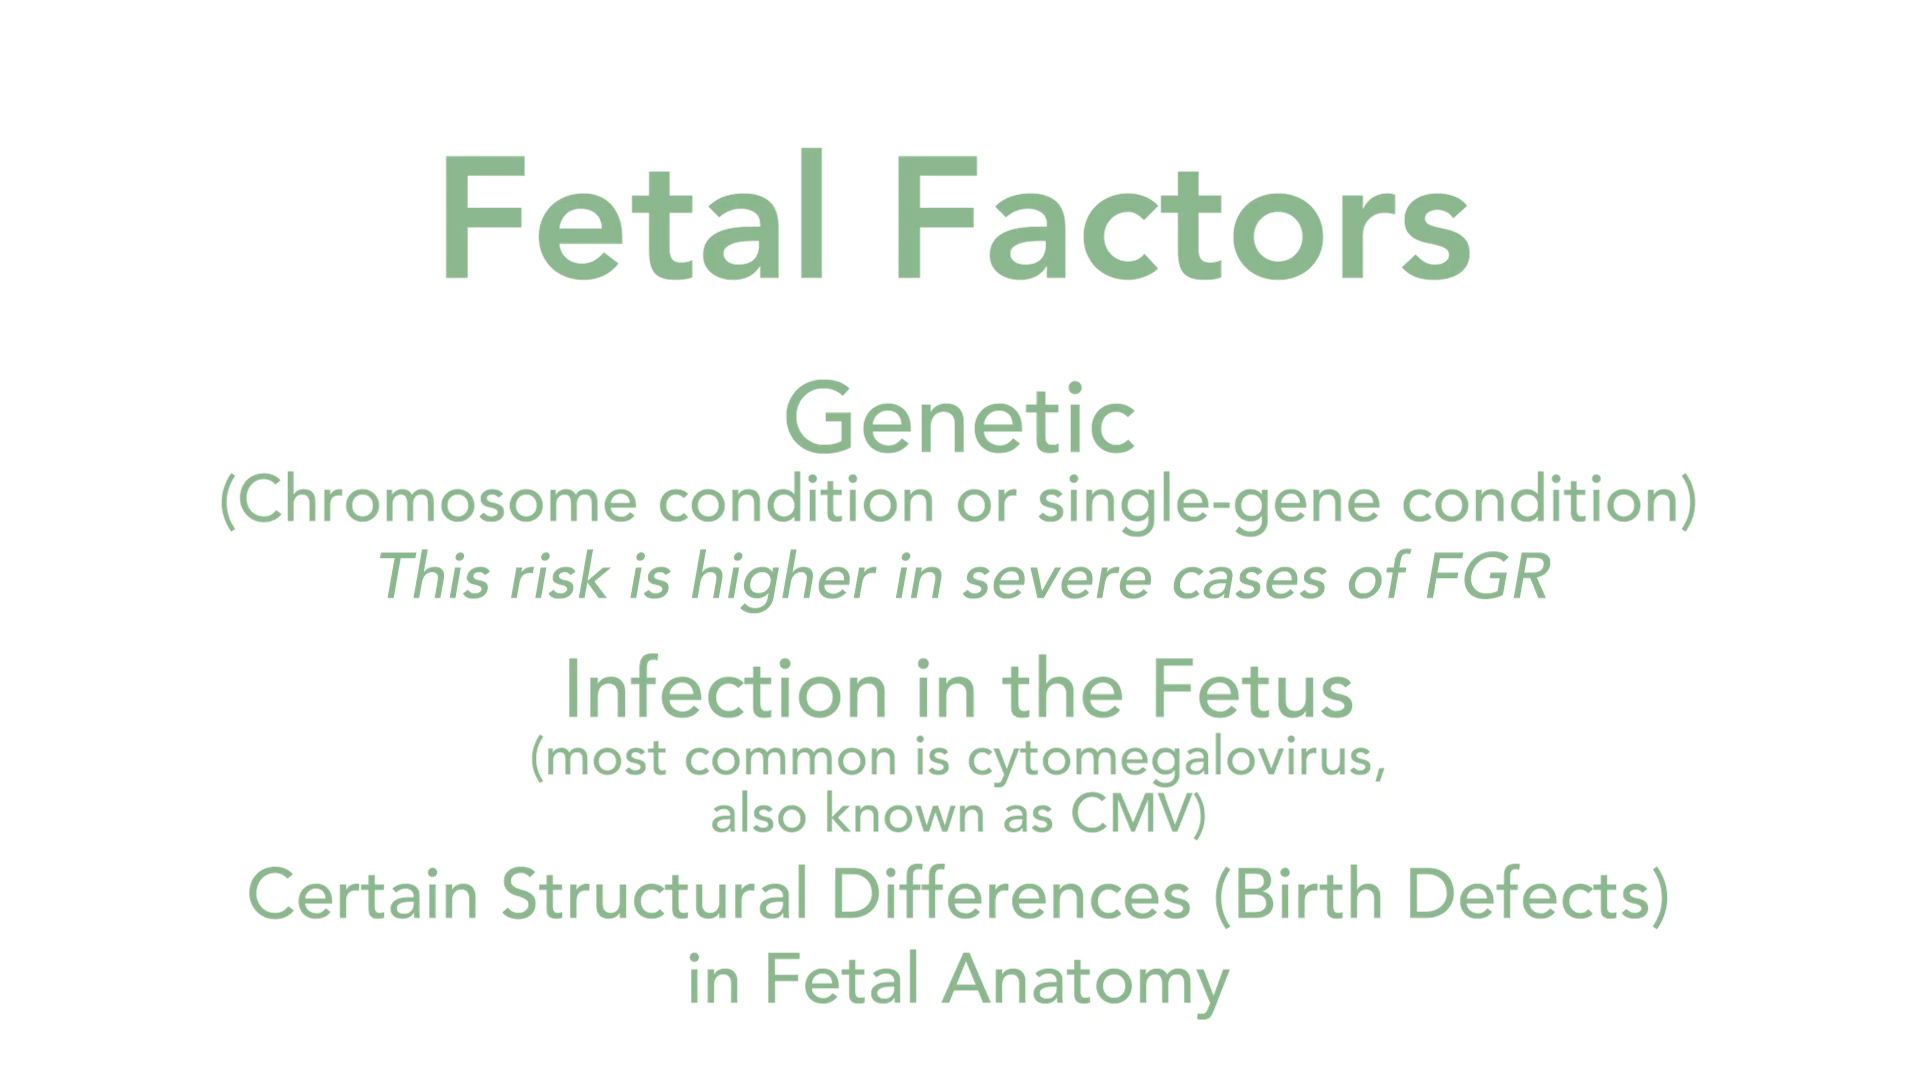 Fetal Factors
Genetic
(Chromosome condition or single-gene condition)
This risk is higher in severe cases of FGR
Infection in the Fetus
(most common is cytomegalovirus,
also known as CMV)
Certain Structural Differences (Birth Defects)
in Fetal Anatomy